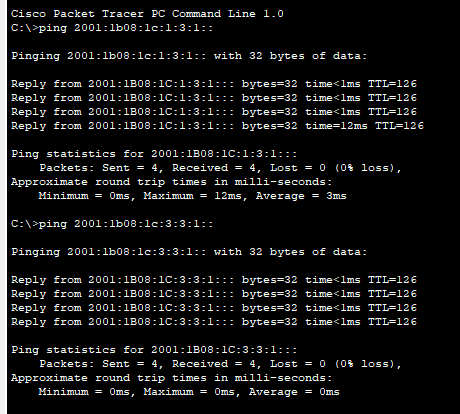 Cisco Packet Tracer PC Command Line 1.0
C:\>ping 2001:1b08:1c:1:3:1::
Pinging 2001:1b08:1c:1:3:1:: with 32 bytes of data:
Reply from 2001:1B08:1C:1:3:1::: bytes=32 time<1ms TTL=126
Reply from 2001:1B08:1C:1:3:1::: bytes=32 time<1ms TTL=126
Reply from 2001:1B08:1C:1:3:1::: bytes=32 time<1ms TTL=126
Reply from 2001:1B08:1C:1:3:1::: bytes=32 time=12ms TTL=126
Ping statistics for 2001:1B08:1C:1:3:1:::
Packets: Sent = 4, Received = 4, Lost = 0 (0% loss),
Approximate round trip times in milli-seconds:
Minimum = 0ms, Maximum = 12ms, Average = 3ms
C:\>ping 2001:1b08:1c:3:3:1::
Pinging 2001:1b08:1c:3:3:1:: with 32 bytes of data:
Reply from 2001:1B08:1C:3:3:1::: bytes=32 time<1ms TTL=126
Reply from 2001:1B08:1C:3:3:1::: bytes=32 time<1ms TTL=126
Reply from 2001:1B08:1C:3:3:1::: bytes=32 time<1ms TTL=126
Reply from 2001:1B08:1C:3:3:1::: bytes=32 time<1ms TTL=126
Ping statistics for 2001:1B08:1C:3:3:1:::
Packets: Sent = 4, Received = 4, Lost = 0 (0% loss),
Approximate round trip times in milli-seconds:
Minimum = 0ms, Maximum = 0ms, Average = 0ms